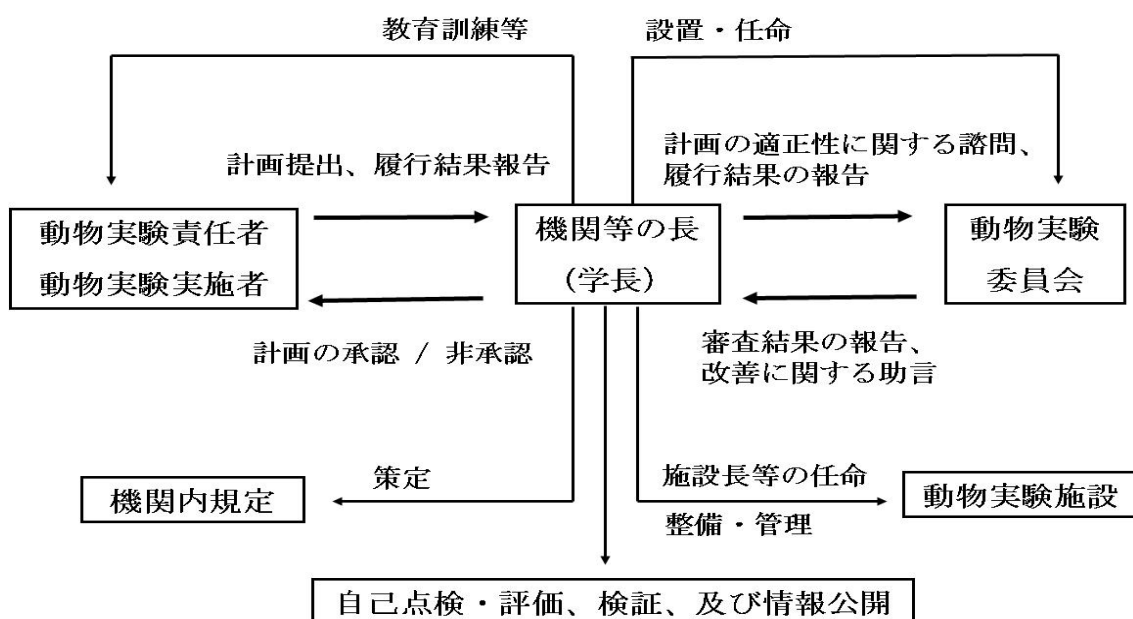 教育訓練等
設置・任命
計画提出、履行結果報告
計画の適正性に関する諮問、
履行結果の報告
動物実験責任者
動物実験実施者
機関等の長
(学長)
動物実験
委員会
計画の承認 / 非承認
審査結果の報告、
改善に関する助言
機関内規定
策定
施設長等の任命
整備・管理
動物実験施設
自己点検・評価、検証、及び情報公開